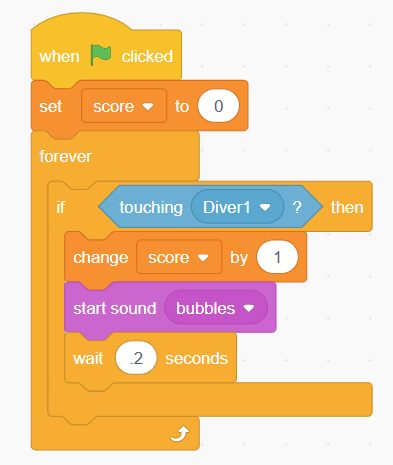 when clicked
set score to 0
forever
if touching Diver1 ? then
change score by 1
start sound bubbles
wait .2 seconds